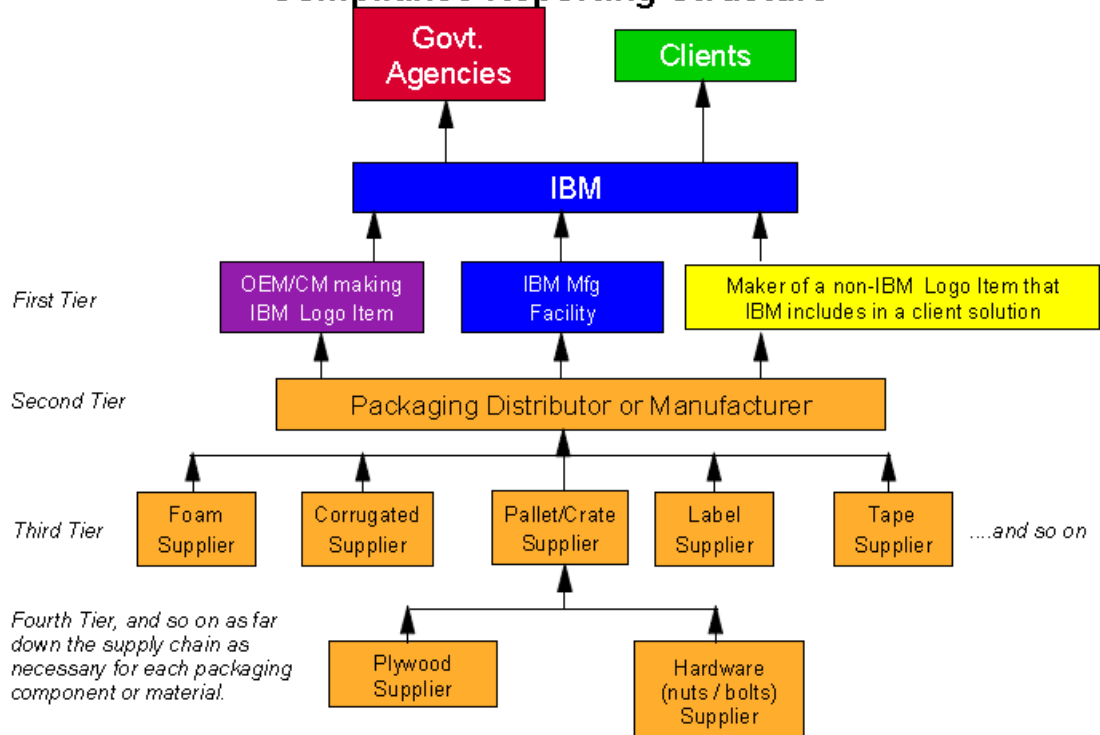 Compliance Reporting Structure
Govt.
Agencies
Clients
IBM
First Tier
OEM/CM making
IBM Logo Item
IBM Mfg
Facility
Maker of a non-IBM Logo Item that
IBM includes in a client solution
Second Tier
Packaging Distributor or Manufacturer
Third Tier
Foam
Supplier
Corrugated
Supplier
Pallet/Crate
Supplier
Label
Supplier
Tape
Supplier
....and so on
Fourth Tier, and so on as far
down the supply chain as
necessary for each packaging
component or material.
Plywood
Supplier
Hardware
(nuts / bolts)
Supplier